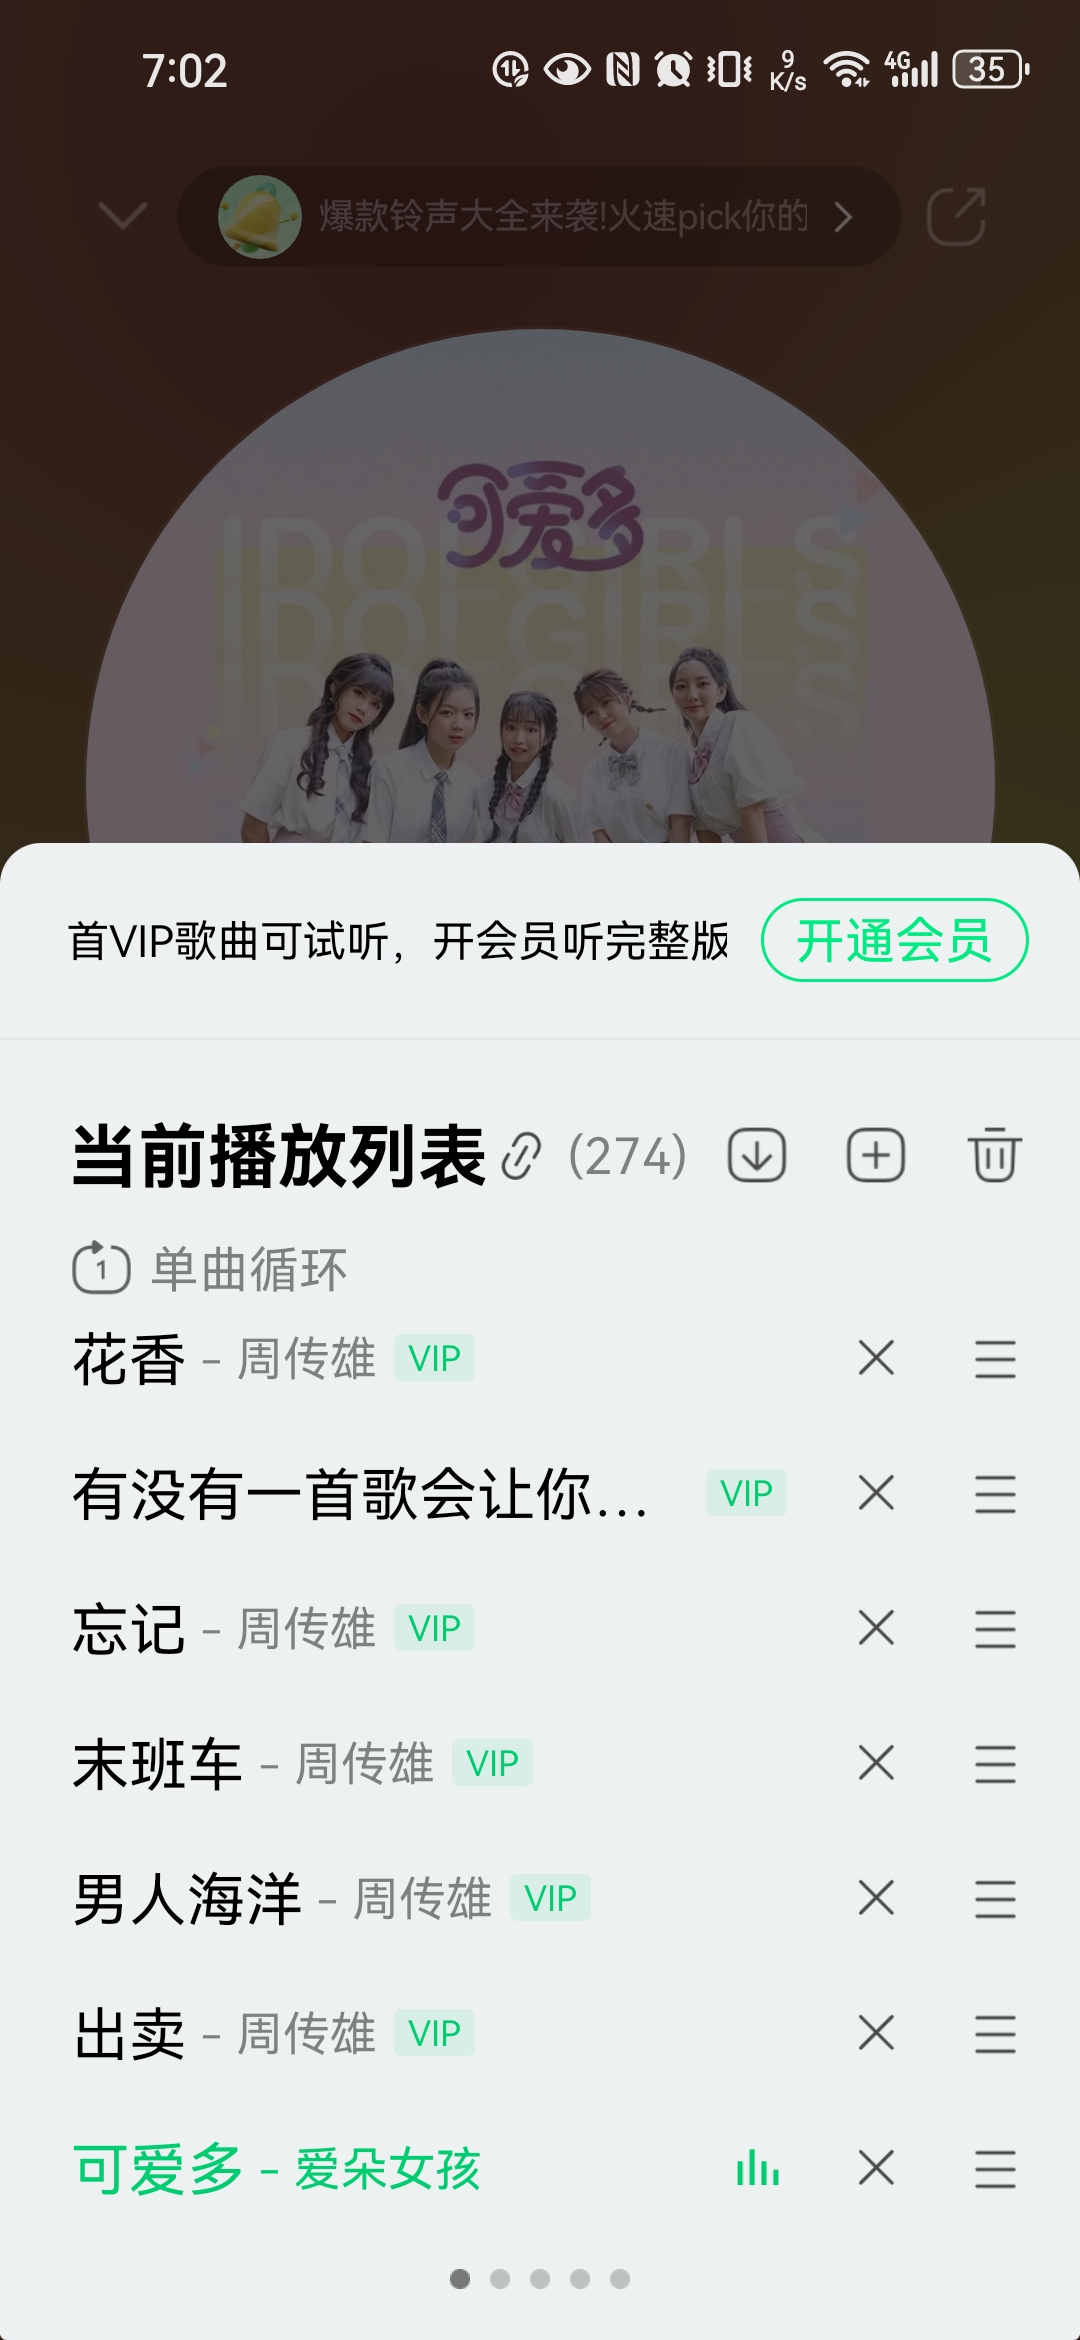 7:02
9
K/s
4G
35
爆款铃声大全来袭!火速pick你的
可爱多
IDOLGIRLS
IDOLGIRLS
首VIP歌曲可试听，开会员听完整版
开通会员
当前播放列表 (274)
1 单曲循环
花香 - 周传雄 VIP
有没有一首歌会让你... VIP
忘记 - 周传雄 VIP
末班车 - 周传雄 VIP
男人海洋 - 周传雄 VIP
出卖 - 周传雄 VIP
可爱多 - 爱朵女孩